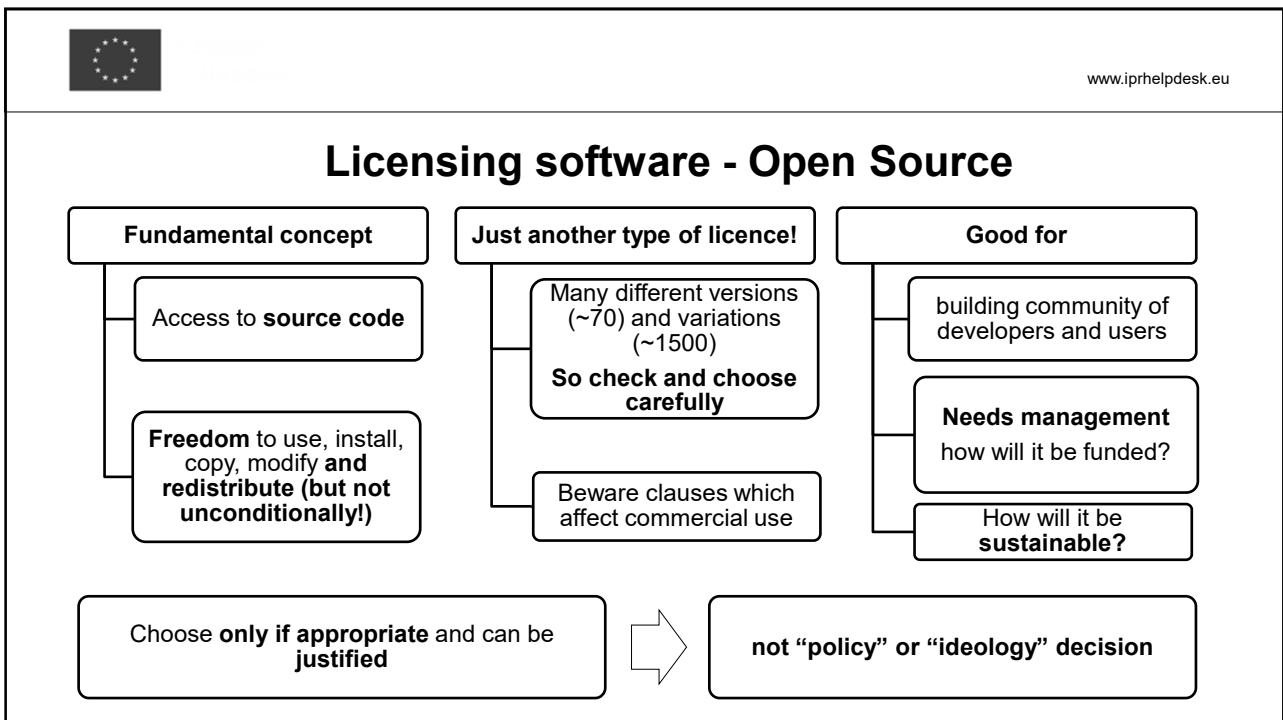 www.iprhelpdesk.eu
Licensing software - Open Source
Fundamental concept
Access to source code
Freedom to use, install,
copy, modify and
redistribute (but not
unconditionally!)
Just another type of licence!
Many different versions
(~70) and variations
(~1500)
So check and choose
carefully
Beware clauses which
affect commercial use
Good for
building community of
developers and users
Needs management
how will it be funded?
How will it be
sustainable?
Choose only if appropriate and can be
justified
not “policy” or “ideology” decision